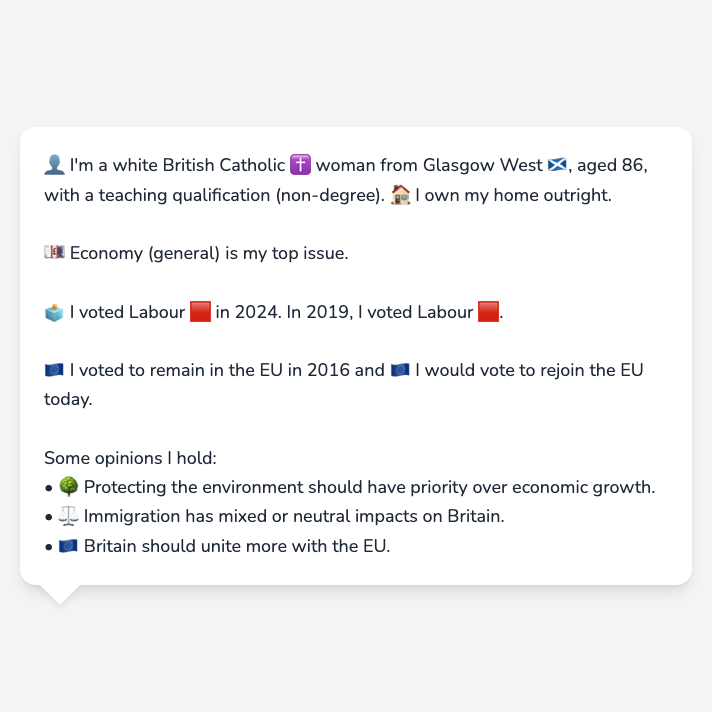 👤 I'm a white British Catholic ✝️ woman from Glasgow West 🏴󠁧󠁢󠁳󠁣󠁴󠁿, aged 86,
with a teaching qualification (non-degree). 🏠 I own my home outright.
💷 Economy (general) is my top issue.
🗳️ I voted Labour 🟥 in 2024. In 2019, I voted Labour 🟥.
🇪🇺 I voted to remain in the EU in 2016 and 🇪🇺 I would vote to rejoin the EU
today.
Some opinions I hold:
• 🌳 Protecting the environment should have priority over economic growth.
• ⚖️ Immigration has mixed or neutral impacts on Britain.
• 🇪🇺 Britain should unite more with the EU.